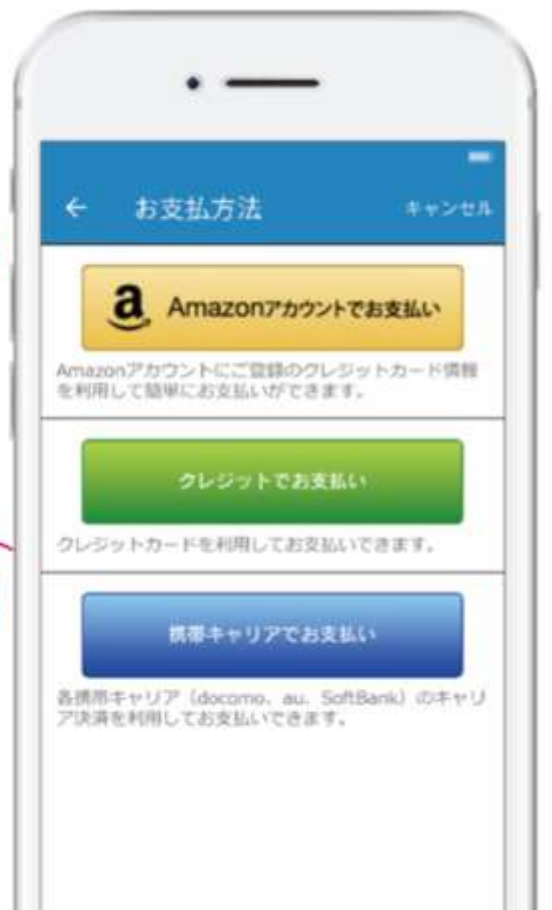 ← お支払方法 キャンセル
a Amazonアカウントでお支払い
Amazonアカウントにご登録のクレジットカード情報
を利用して簡単にお支払いができます。
クレジットでお支払い
クレジットカードを利用してお支払いできます。
携帯キャリアでお支払い
各携帯キャリア（docomo、au、SoftBank）のキャリ
ア決済を利用してお支払いできます。